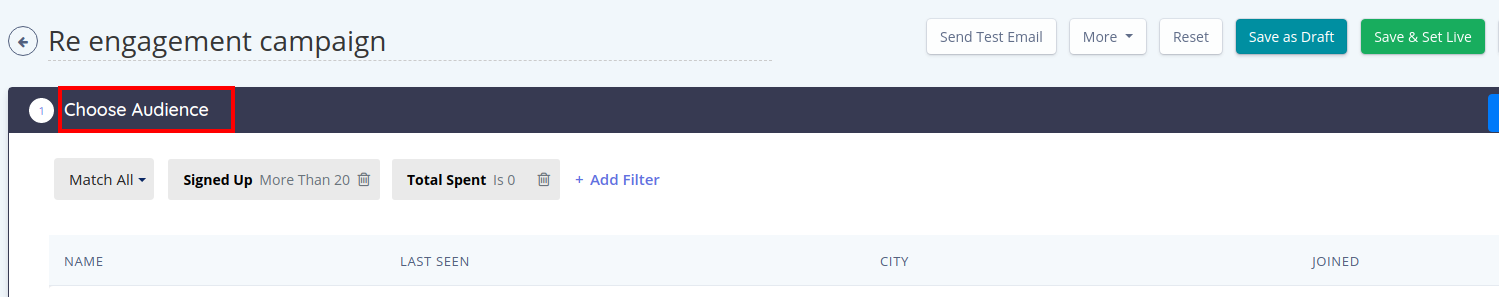 Re engagement campaign
Send Test Email More Reset Save as Draft Save & Set Live
1 Choose Audience
Match All Signed Up More Than 20 Total Spent Is 0 + Add Filter
NAME LAST SEEN CITY JOINED